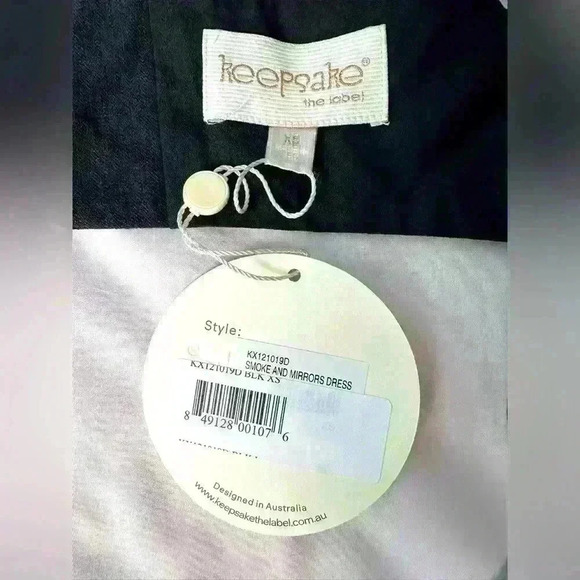 keepsake®
the label
XS
Style:
KX121019D
SMOKE AND MIRRORS DRESS
KX121019D BLK XS
8 49128 00107 6
Designed in Australia
www.keepsakethelabel.com.au